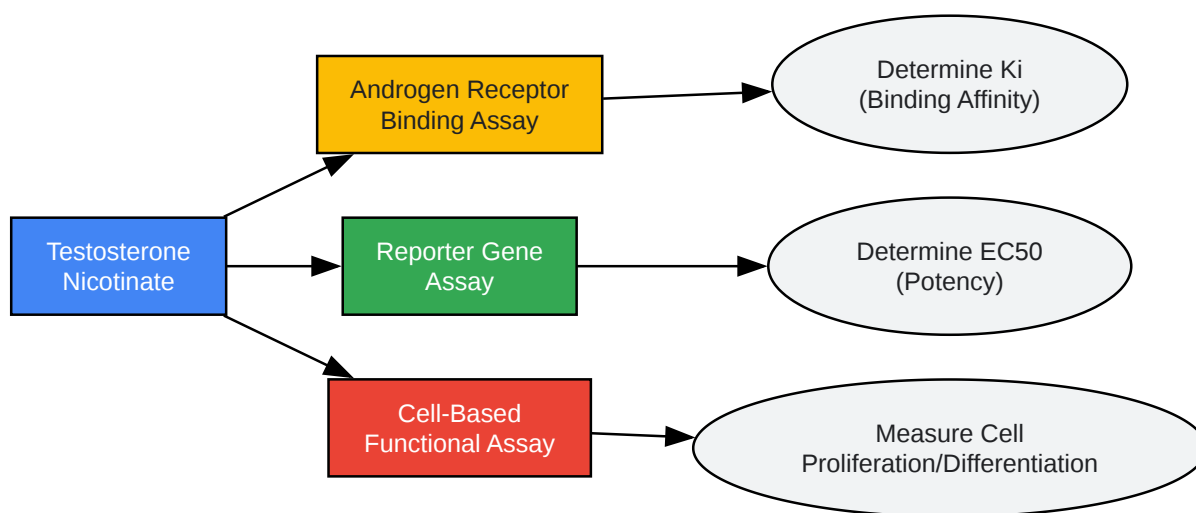 Testosterone
Nicotinate
Androgen Receptor
Binding Assay
Determine Ki
(Binding Affinity)
Reporter Gene
Assay
Determine EC50
(Potency)
Cell-Based
Functional Assay
Measure Cell
Proliferation/Differentiation